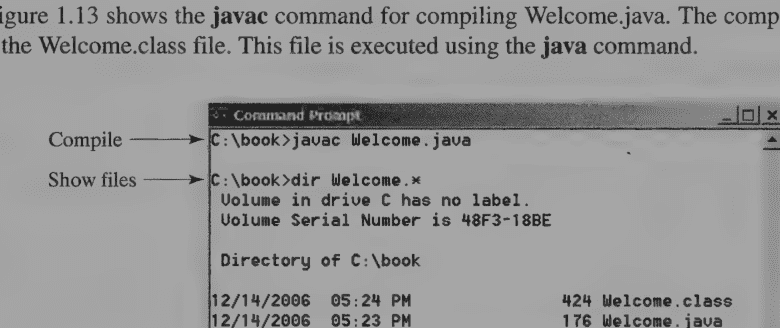 igure 1.13 shows the javac command for compiling Welcome.java. The comp
the Welcome.class file. This file is executed using the java command.
Command Prompt
Compile C:\book>javac Welcome.java
Show files C:\book>dir Welcome.*
Volume in drive C has no label.
Volume Serial Number is 48F3-18BE
Directory of C:\book
12/14/2006 05:24 PM 424 Welcome.class
12/14/2006 05:23 PM 176 Welcome.java